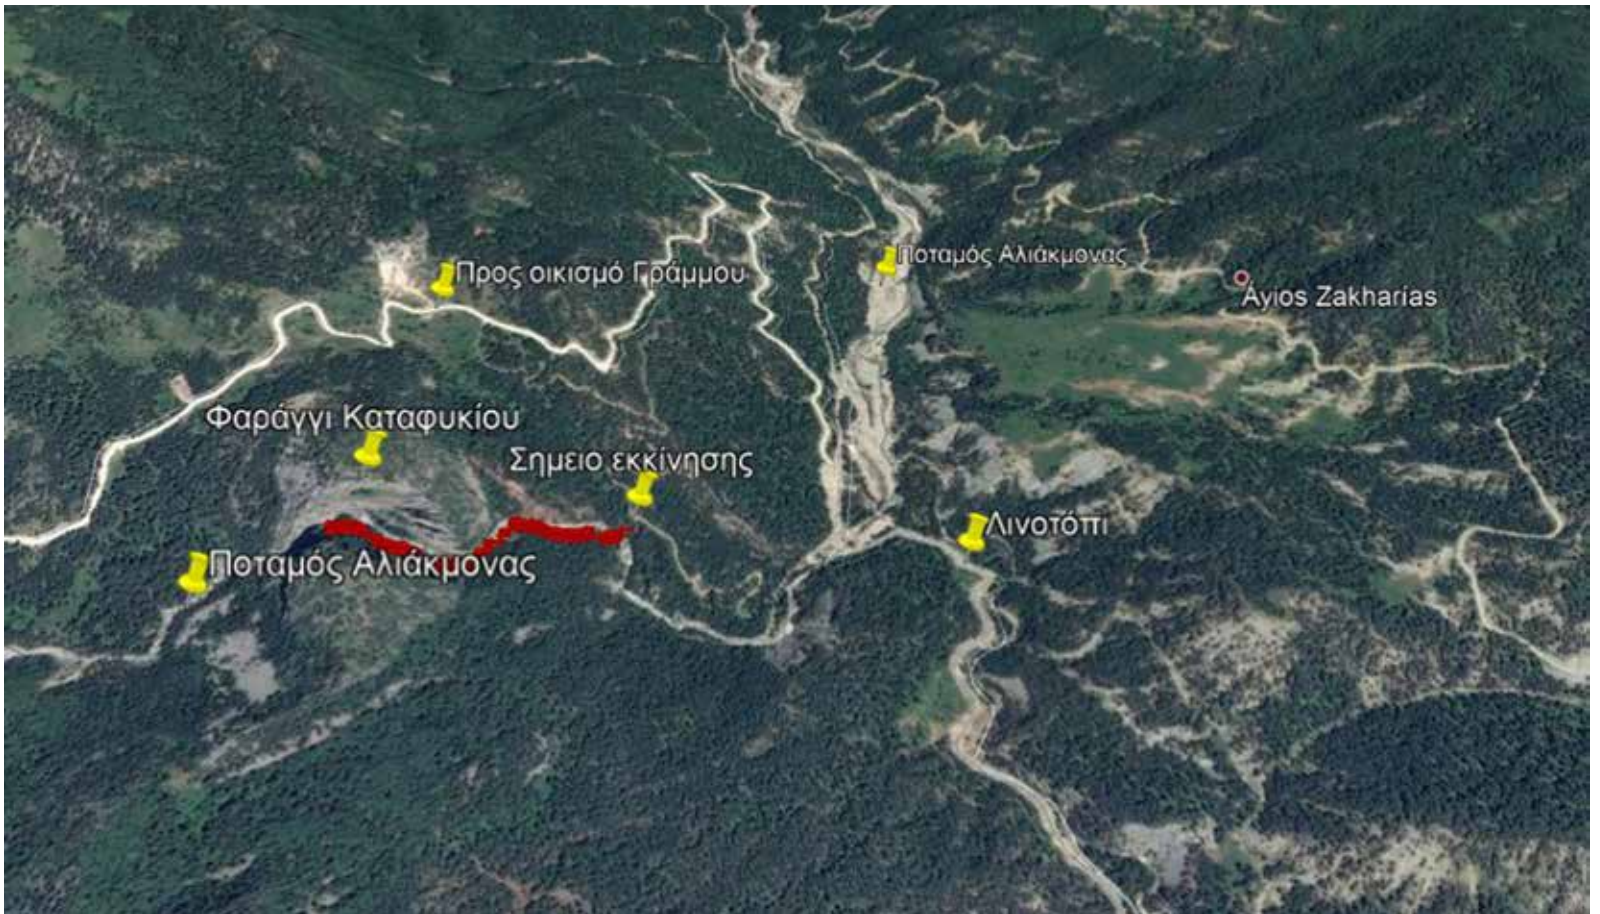 Ποταμός Αλιάκμονας
Προς οικισμό Γράμμου
Áyios Zakharías
Φαράγγι Καταφυκίου
Σημειο εκκίνησης
Λινοτόπι
Ποταμός Αλιάκμονας